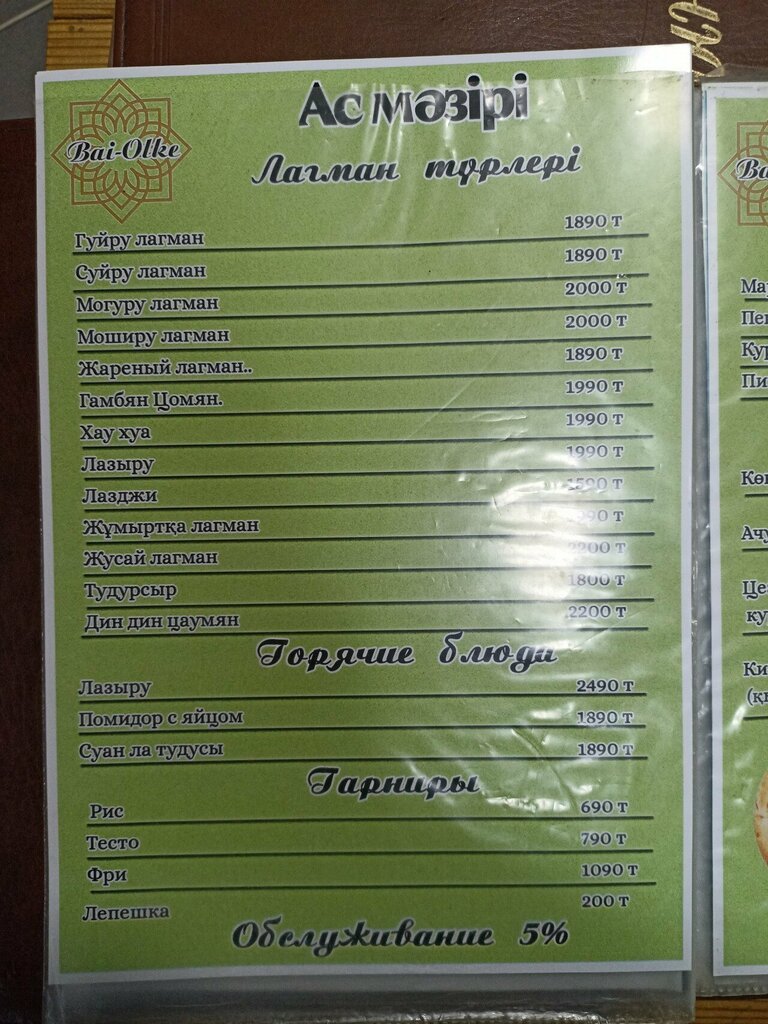 Ас мәзірі
Bai-Olke
Лагман түрлері
Гуйру лагман 1890 т
Суйру лагман 1890 т
Могуру лагман 2000 т
Моширу лагман 2000 т
Жареный лагман.. 1890 т
Гамбян Цомян. 1990 т
Хау хуа 1990 т
Лазыру 1990 т
Лазджи 1590 т
Жұмыртқа лагман
Жусай лагман 2200 т
Тудурсыр 1800 т
Дин дин цаумян 2200 т
Горячие блюда
Лазыру 2490 т
Помидор с яйцом 1890 т
Суан ла тудусы 1890 т
Гарниры
Рис 690 т
Тесто 790 т
Фри 1090 т
Лепешка 200 т
Обслуживание 5%